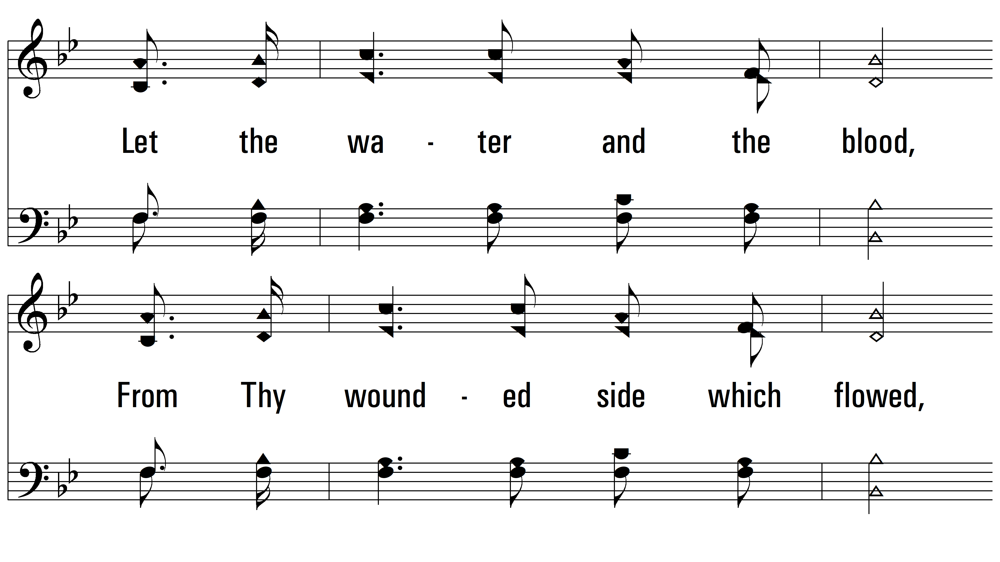 Let the wa - ter and the blood,
From Thy wound - ed side which flowed,